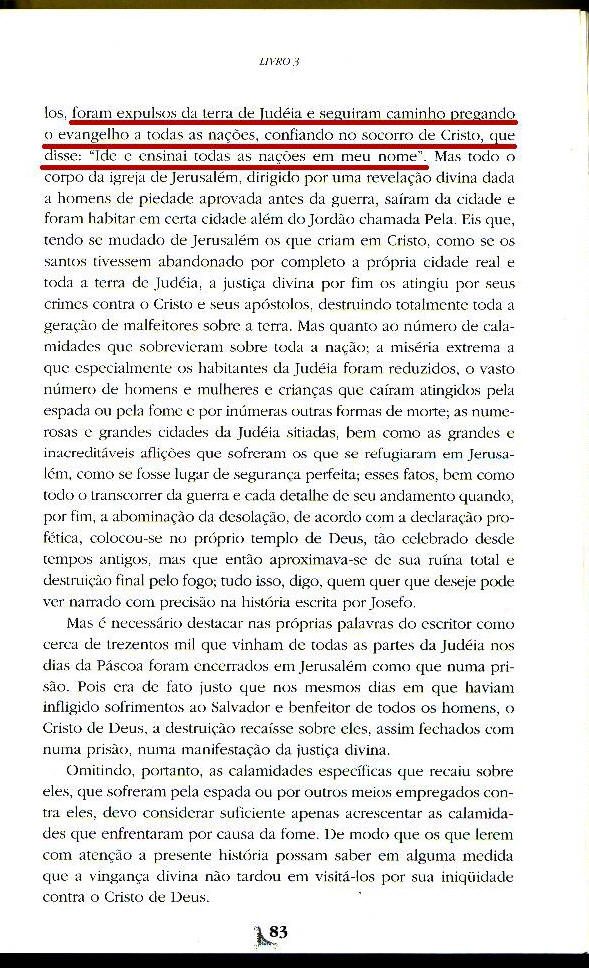 LIVRO 3
los, foram expulsos da terra de Judéia e seguiram caminho pregando
o evangelho a todas as nações, confiando no socorro de Cristo, que
disse: “Ide e ensinai todas as nações em meu nome”. Mas todo o
corpo da igreja de Jerusalém, dirigido por uma revelação divina dada
a homens de piedade aprovada antes da guerra, saíram da cidade e
foram habitar em certa cidade além do Jordão chamada Pela. Eis que,
tendo se mudado de Jerusalém os que criam em Cristo, como se os
santos tivessem abandonado por completo a própria cidade real e
toda a terra de Judéia, a justiça divina por fim os atingiu por seus
crimes contra o Cristo e seus apóstolos, destruindo totalmente toda a
geração de malfeitores sobre a terra. Mas quanto ao número de cala-
midades que sobrevieram sobre toda a nação; a miséria extrema a
que especialmente os habitantes da Judéia foram reduzidos, o vasto
número de homens e mulheres e crianças que caíram atingidos pela
espada ou pela fome e por inúmeras outras formas de morte; as nume-
rosas e grandes cidades da Judéia sitiadas, bem como as grandes e
inacreditáveis aflições que sofreram os que se refugiaram em Jerusa-
lém, como se fosse lugar de segurança perfeita; esses fatos, bem como
todo o transcorrer da guerra e cada detalhe de seu andamento quando,
por fim, a abominação da desolação, de acordo com a declaração pro-
fética, colocou-se no próprio templo de Deus, tão celebrado desde
tempos antigos, mas que então aproximava-se de sua ruína total e
destruição final pelo fogo; tudo isso, digo, quem quer que deseje pode
ver narrado com precisão na história escrita por Josefo.
Mas é necessário destacar nas próprias palavras do escritor como
cerca de trezentos mil que vinham de todas as partes da Judéia nos
dias da Páscoa foram encerrados em Jerusalém como que numa pri-
são. Pois era de fato justo que nos mesmos dias em que haviam
infligido sofrimentos ao Salvador e benfeitor de todos os homens, o
Cristo de Deus, a destruição recaísse sobre eles, assim fechados com
numa prisão, numa manifestação da justiça divina.
Omitindo, portanto, as calamidades específicas que recaiu sobre
eles, que sofreram pela espada ou por outros meios empregados con-
tra eles, devo considerar suficiente apenas acrescentar as calamida-
des que enfrentaram por causa da fome. De modo que os que lerem
com atenção a presente história possam saber em alguma medida
que a vingança divina não tardou em visitá-los por sua iniqüidade
contra o Cristo de Deus.
83